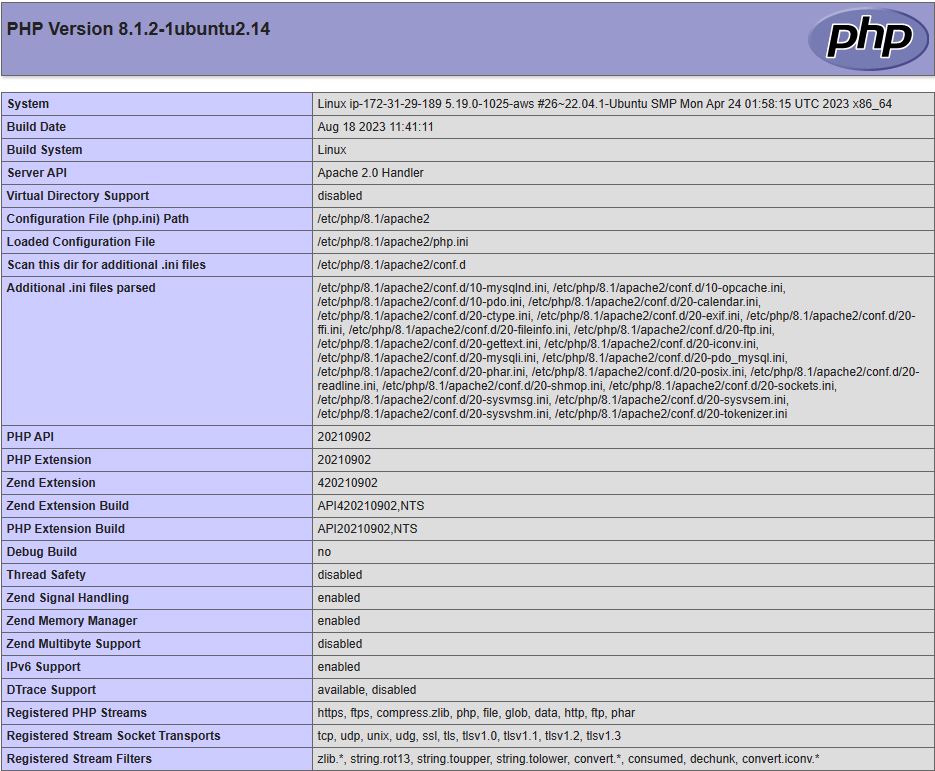 PHP Version 8.1.2-1ubuntu2.14
php
System Linux ip-172-31-29-189 5.19.0-1025-aws #26~22.04.1-Ubuntu SMP Mon Apr 24 01:58:15 UTC 2023 x86_64
Build Date Aug 18 2023 11:41:11
Build System Linux
Server API Apache 2.0 Handler
Virtual Directory Support disabled
Configuration File (php.ini) Path /etc/php/8.1/apache2
Loaded Configuration File /etc/php/8.1/apache2/php.ini
Scan this dir for additional .ini files /etc/php/8.1/apache2/conf.d
Additional .ini files parsed /etc/php/8.1/apache2/conf.d/10-mysqlnd.ini, /etc/php/8.1/apache2/conf.d/10-opcache.ini,
/etc/php/8.1/apache2/conf.d/10-pdo.ini, /etc/php/8.1/apache2/conf.d/20-calendar.ini,
/etc/php/8.1/apache2/conf.d/20-ctype.ini, /etc/php/8.1/apache2/conf.d/20-exif.ini, /etc/php/8.1/apache2/conf.d/20-
ffi.ini, /etc/php/8.1/apache2/conf.d/20-fileinfo.ini, /etc/php/8.1/apache2/conf.d/20-ftp.ini,
/etc/php/8.1/apache2/conf.d/20-gettext.ini, /etc/php/8.1/apache2/conf.d/20-iconv.ini,
/etc/php/8.1/apache2/conf.d/20-mysqli.ini, /etc/php/8.1/apache2/conf.d/20-pdo_mysql.ini,
/etc/php/8.1/apache2/conf.d/20-phar.ini, /etc/php/8.1/apache2/conf.d/20-posix.ini, /etc/php/8.1/apache2/conf.d/20-
readline.ini, /etc/php/8.1/apache2/conf.d/20-shmop.ini, /etc/php/8.1/apache2/conf.d/20-sockets.ini,
/etc/php/8.1/apache2/conf.d/20-sysvmsg.ini, /etc/php/8.1/apache2/conf.d/20-sysvsem.ini,
/etc/php/8.1/apache2/conf.d/20-sysvshm.ini, /etc/php/8.1/apache2/conf.d/20-tokenizer.ini
PHP API 20210902
PHP Extension 20210902
Zend Extension 420210902
Zend Extension Build API420210902,NTS
PHP Extension Build API20210902,NTS
Debug Build no
Thread Safety disabled
Zend Signal Handling enabled
Zend Memory Manager enabled
Zend Multibyte Support disabled
IPv6 Support enabled
DTrace Support available, disabled
Registered PHP Streams https, ftps, compress.zlib, php, file, glob, data, http, ftp, phar
Registered Stream Socket Transports tcp, udp, unix, udg, ssl, tls, tlsv1.0, tlsv1.1, tlsv1.2, tlsv1.3
Registered Stream Filters zlib.*, string.rot13, string.toupper, string.tolower, convert.*, consumed, dechunk, convert.iconv.*